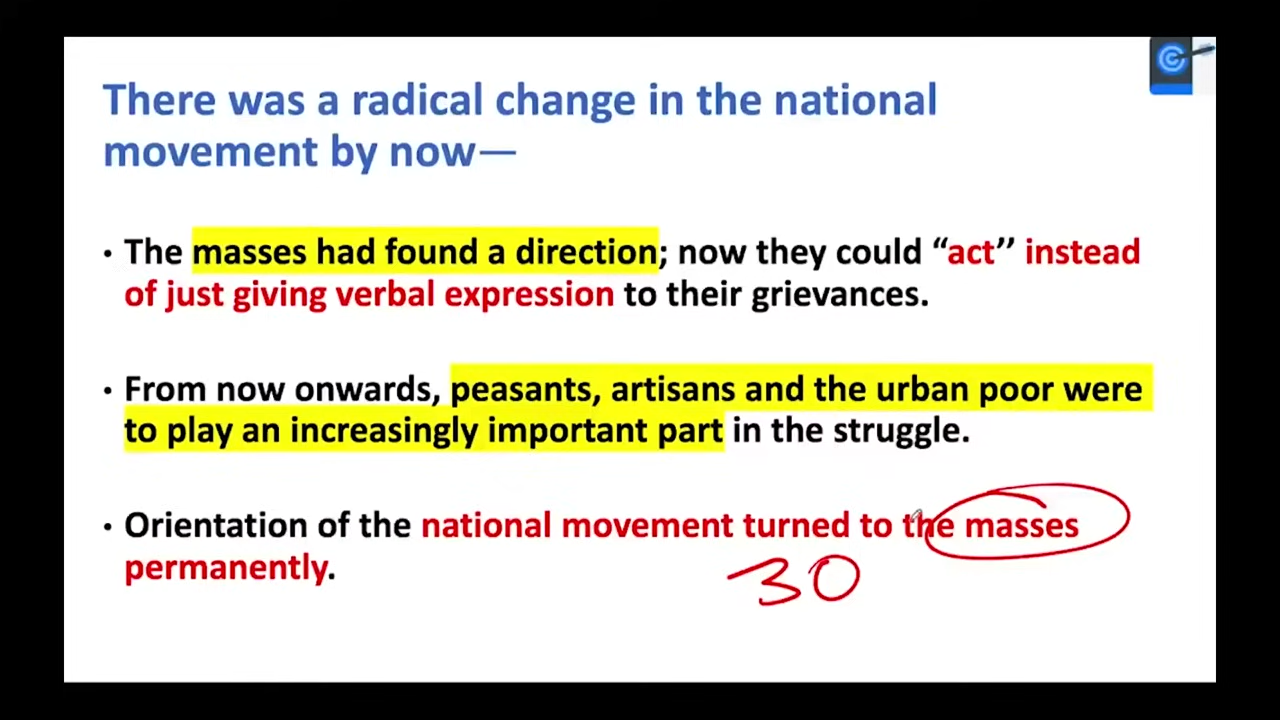 There was a radical change in the national
movement by now—
• The masses had found a direction; now they could “act’’ instead
of just giving verbal expression to their grievances.
• From now onwards, peasants, artisans and the urban poor were
to play an increasingly important part in the struggle.
• Orientation of the national movement turned to the masses
permanently.
30